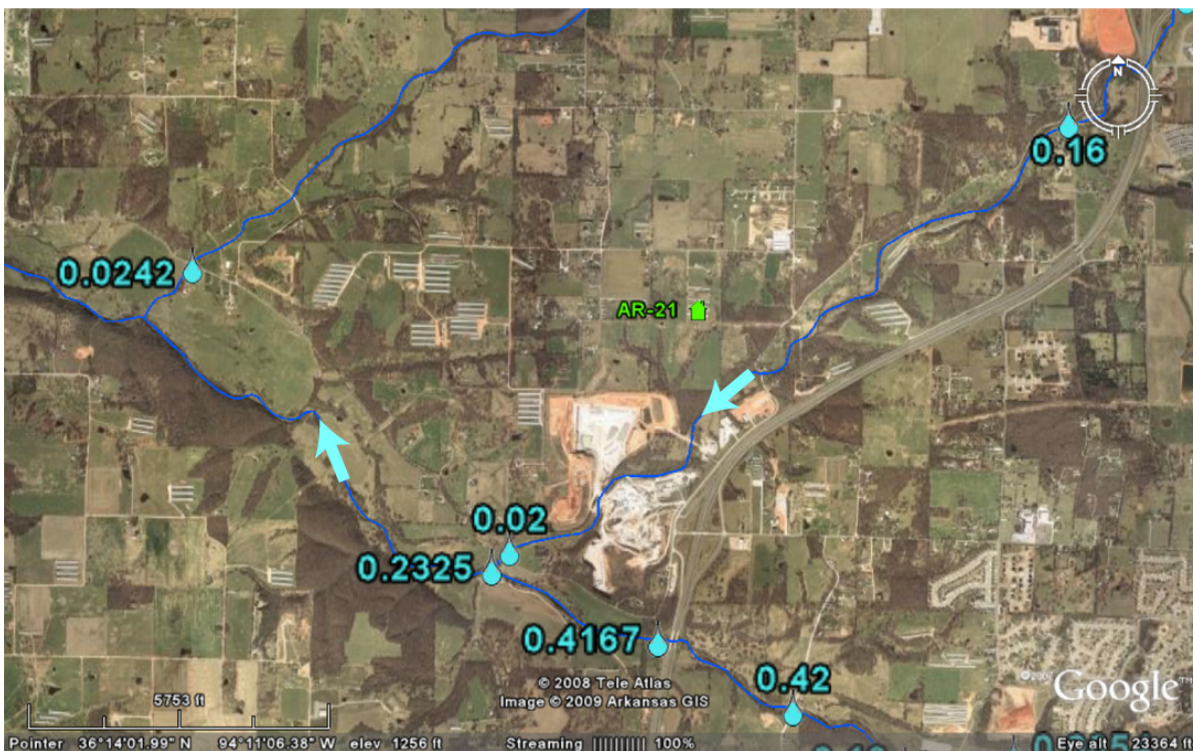 N
0.16
0.0242
AR-21
0.02
0.2325
0.4167
0.42
5753 ft
© 2008 Tele Atlas
Image © 2009 Arkansas GIS
Google™
Pointer 36°14'01.99" N 94°11'06.38" W elev 1256 ft Streaming |||||||||| 100% Eye alt 23364 ft